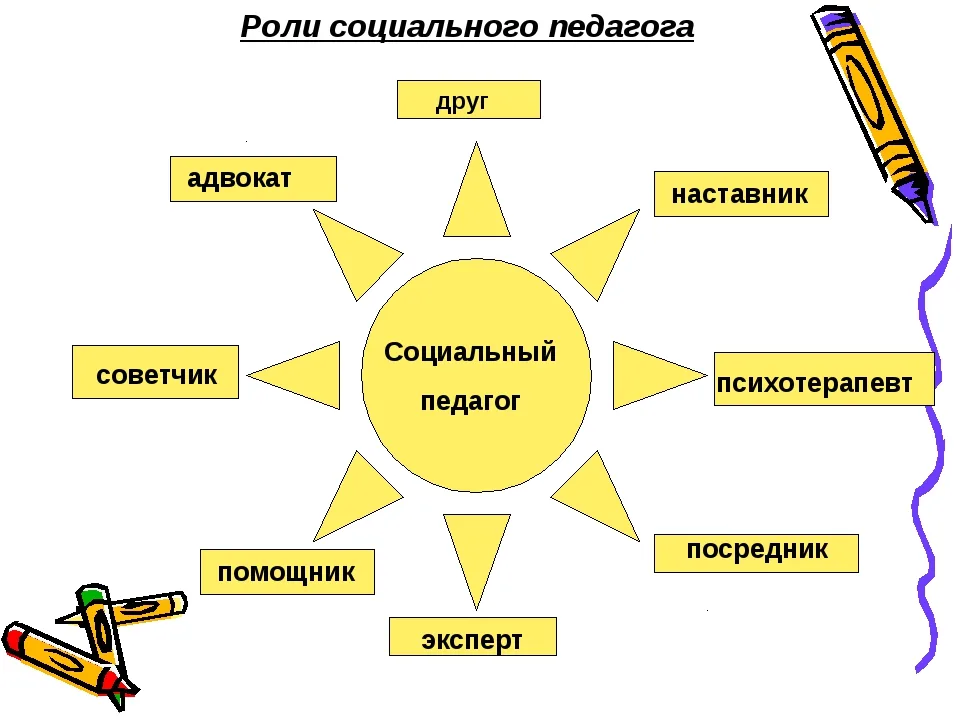 Роли социального педагога
друг
адвокат
наставник
Социальный
педагог
советчик
психотерапевт
посредник
помощник
эксперт